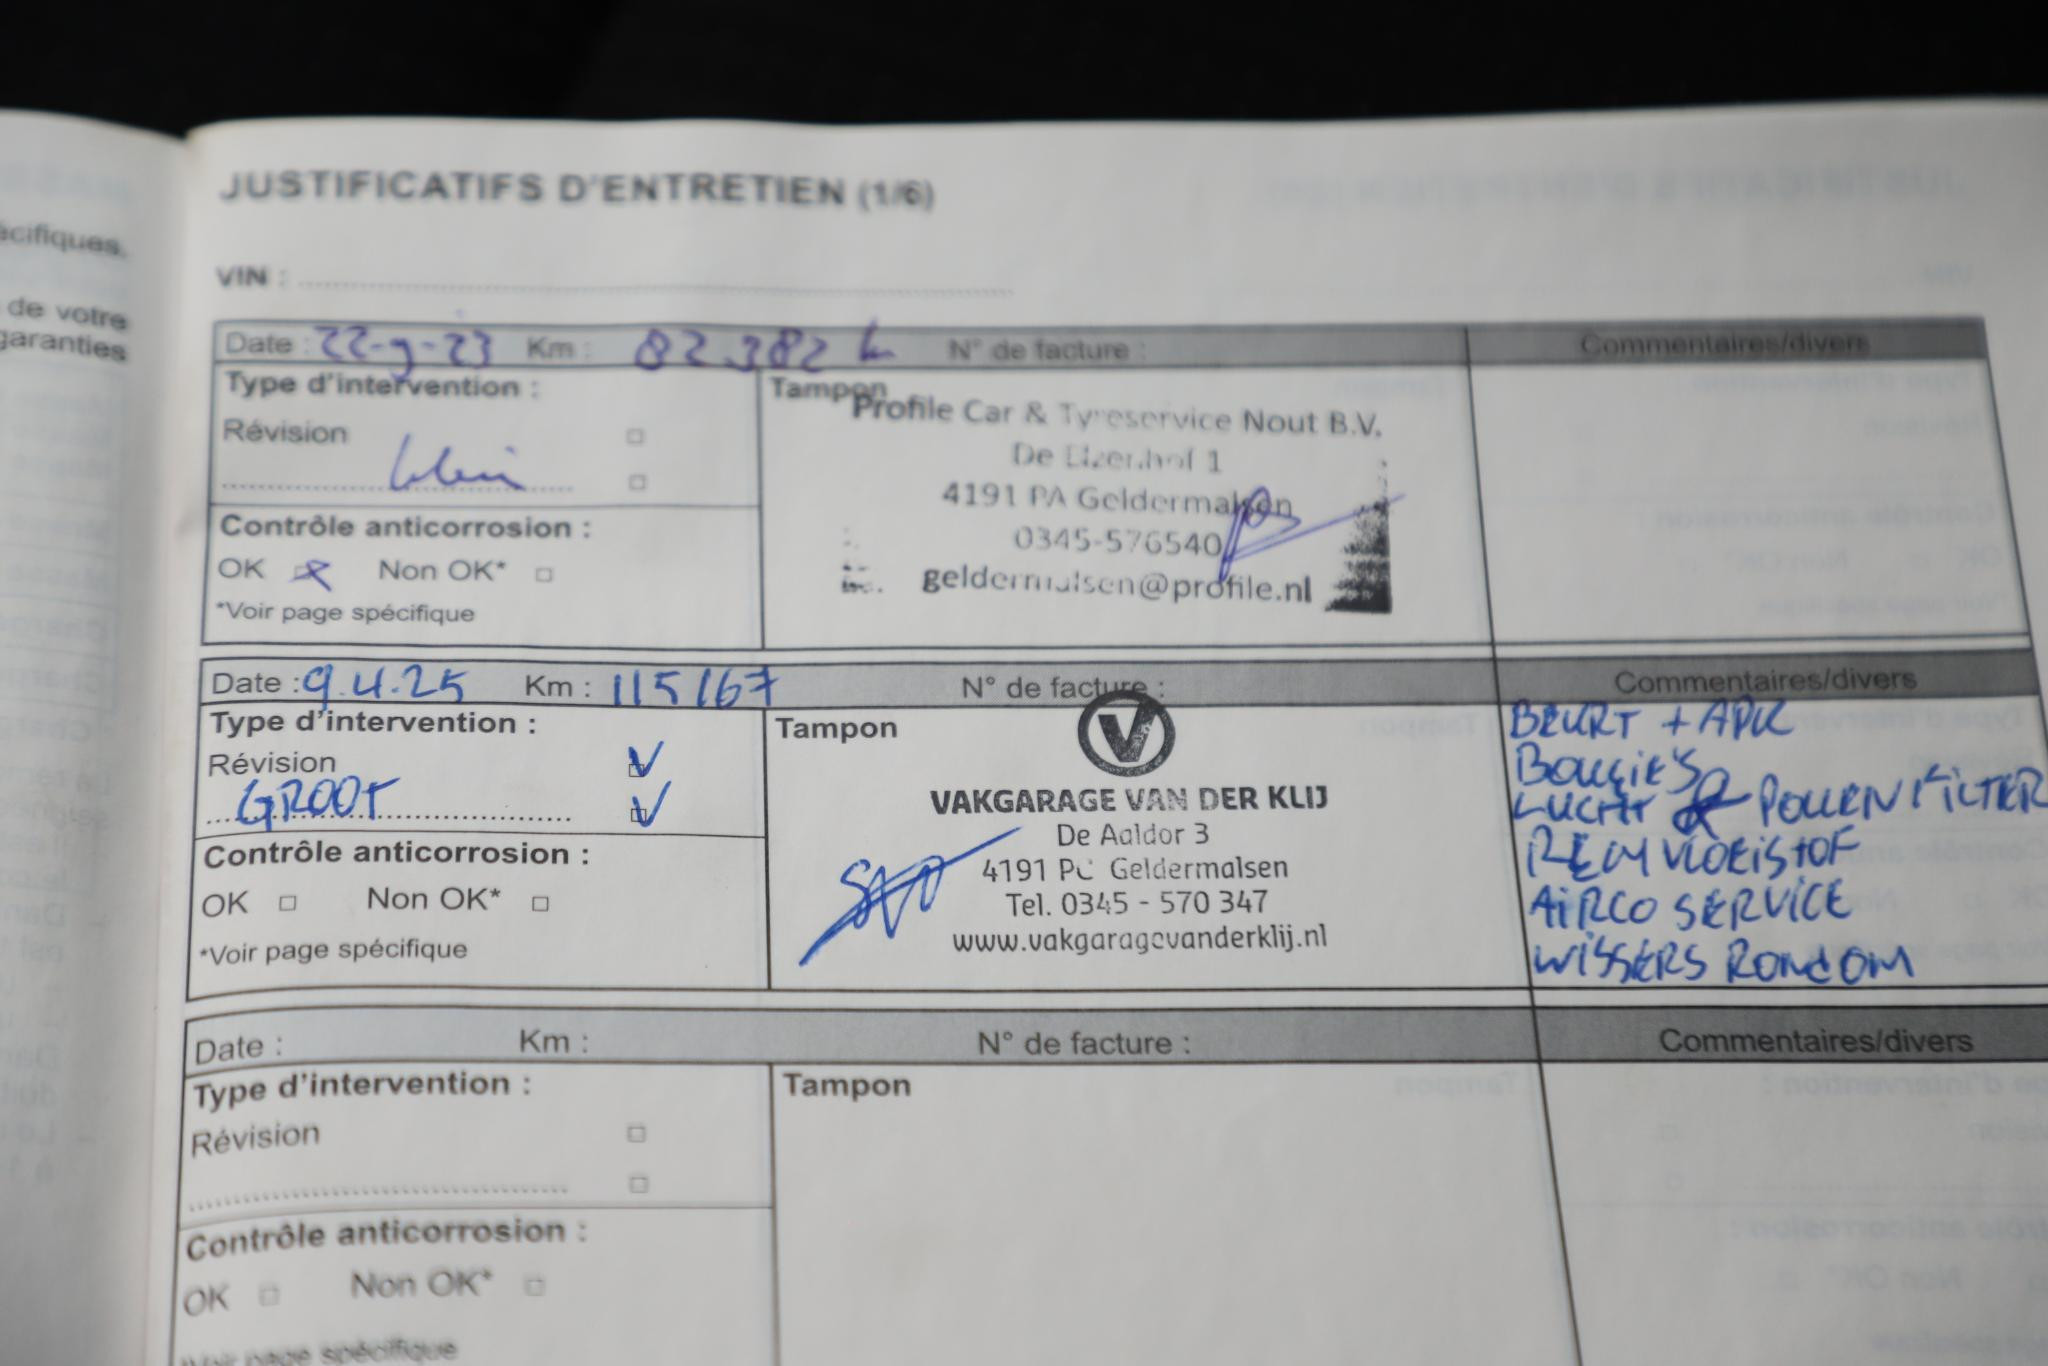 écifiques.
de votre
garanties
JUSTIFICATIFS D'ENTRETIEN (1/6)
VIN :
Date : 22-9-23 Km : 82.382 km N° de facture : Commentaires/divers
Type d'intervention :
Révision
klein
Contrôle anticorrosion :
OK Non OK*
*Voir page spécifique
Tampon
Profile Car & Tyreservice Nout B.V.
De Elzenhof 1
4191 PA Geldermalsen
0345-576540
geldermalsen@profile.nl
Date : 9.4.25 Km : 115167 N° de facture : Commentaires/divers
Type d'intervention :
Révision V
GROOT V
Contrôle anticorrosion :
OK Non OK*
*Voir page spécifique
Tampon
V
VAKGARAGE VAN DER KLIJ
De Aaldor 3
4191 PC Geldermalsen
Tel. 0345 - 570 347
www.vakgaragevanderklij.nl
BEURT + APK
BOUGIE'S
LUCHT & POLLENFILTER
REMVLOEISTOF
AIRCO SERVICE
WISSERS RONDOM
Date : Km : N° de facture : Commentaires/divers
Type d'intervention :
Révision
Contrôle anticorrosion :
OK Non OK*
*Voir page spécifique
Tampon